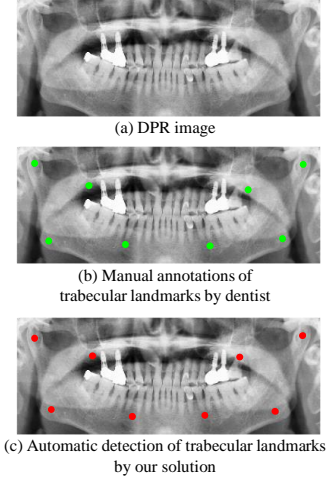 (a) DPR image
(b) Manual annotations of
trabecular landmarks by dentist
(c) Automatic detection of trabecular landmarks
by our solution